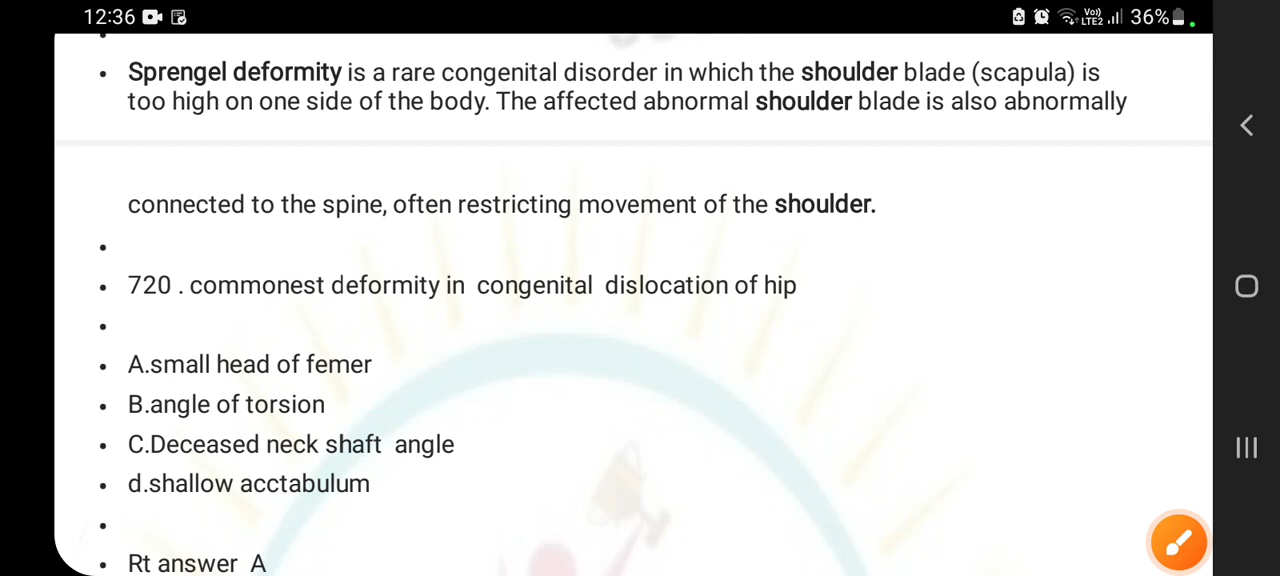 12:36 Vo)) LTE2 36%
• Sprengel deformity is a rare congenital disorder in which the shoulder blade (scapula) is
too high on one side of the body. The affected abnormal shoulder blade is also abnormally
connected to the spine, often restricting movement of the shoulder.
•
• 720 . commonest deformity in congenital dislocation of hip
•
• A.small head of femer
• B.angle of torsion
• C.Deceased neck shaft angle
• d.shallow acctabulum
•
• Rt answer A